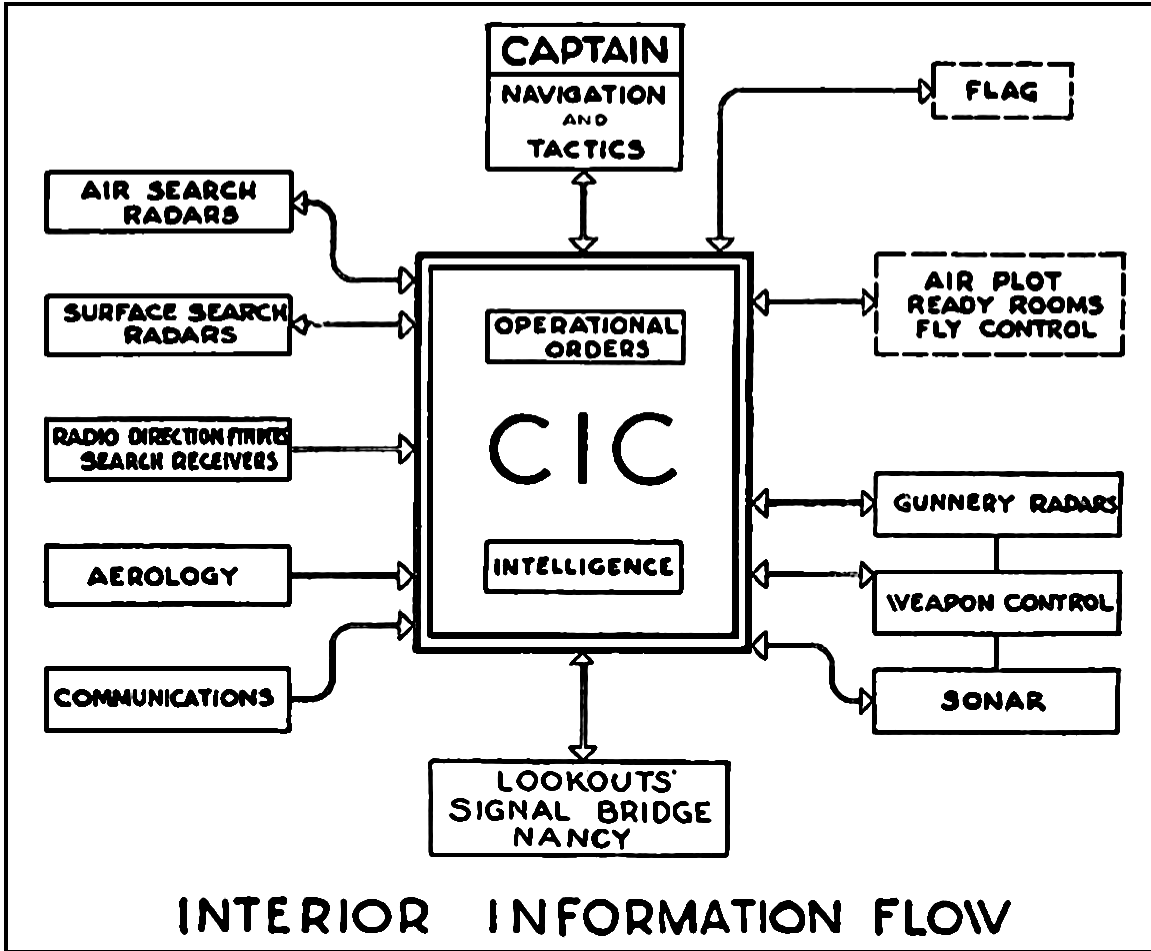 CAPTAIN
NAVIGATION
AND
TACTICS
FLAG
AIR SEARCH
RADARS
SURFACE SEARCH
RADARS
RADIO DIRECTION FINDERS
SEARCH RECEIVERS
AEROLOGY
COMMUNICATIONS
OPERATIONAL
ORDERS
CIC
INTELLIGENCE
AIR PLOT
READY ROOMS
FLY CONTROL
GUNNERY RADARS
WEAPON CONTROL
SONAR
LOOKOUTS'
SIGNAL BRIDGE
NANCY
INTERIOR INFORMATION FLOW